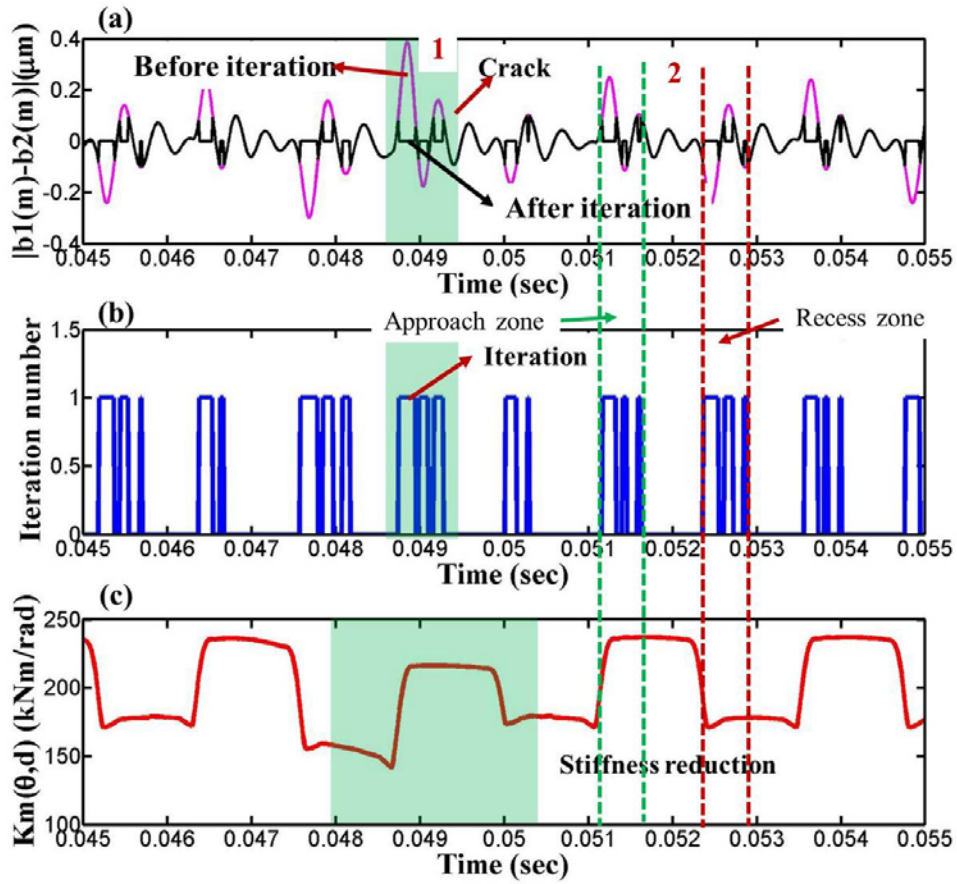 (a)
|b1(m)-b2(m)|(μm)
0.4
0.2
0
-0.2
-0.4
1
2
Before iteration
Crack
After iteration
0.045 0.046 0.047 0.048 0.049 0.05 0.051 0.052 0.053 0.054 0.055
Time (sec)
(b)
Iteration number
1.5
1
0.5
0
Approach zone
Recess zone
Iteration
0.045 0.046 0.047 0.048 0.049 0.05 0.051 0.052 0.053 0.054 0.055
Time (sec)
(c)
Km(θ,d) (kNm/rad)
250
200
150
100
Stiffness reduction
0.045 0.046 0.047 0.048 0.049 0.05 0.051 0.052 0.053 0.054 0.055
Time (sec)